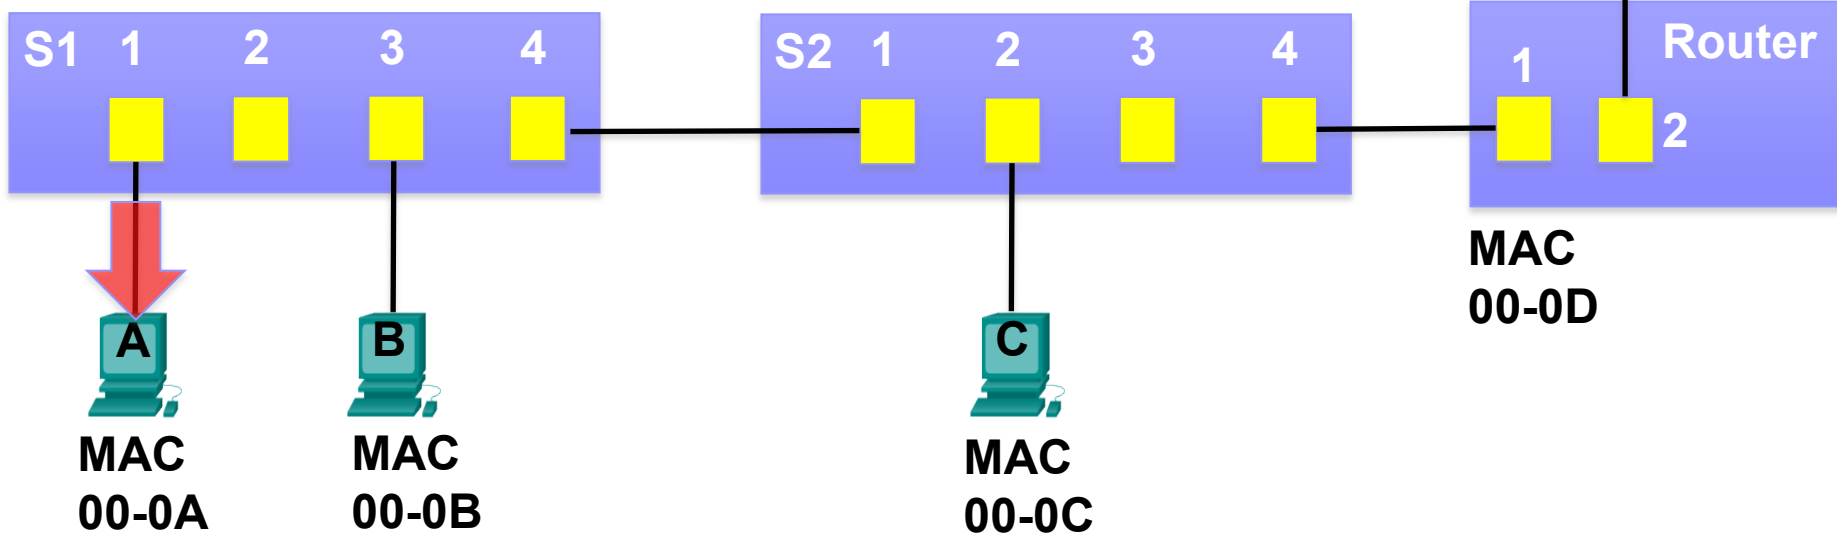 S1 1 2 3 4
S2 1 2 3 4
Router
1
2
A
B
C
MAC
00-0A
MAC
00-0B
MAC
00-0C
MAC
00-0D